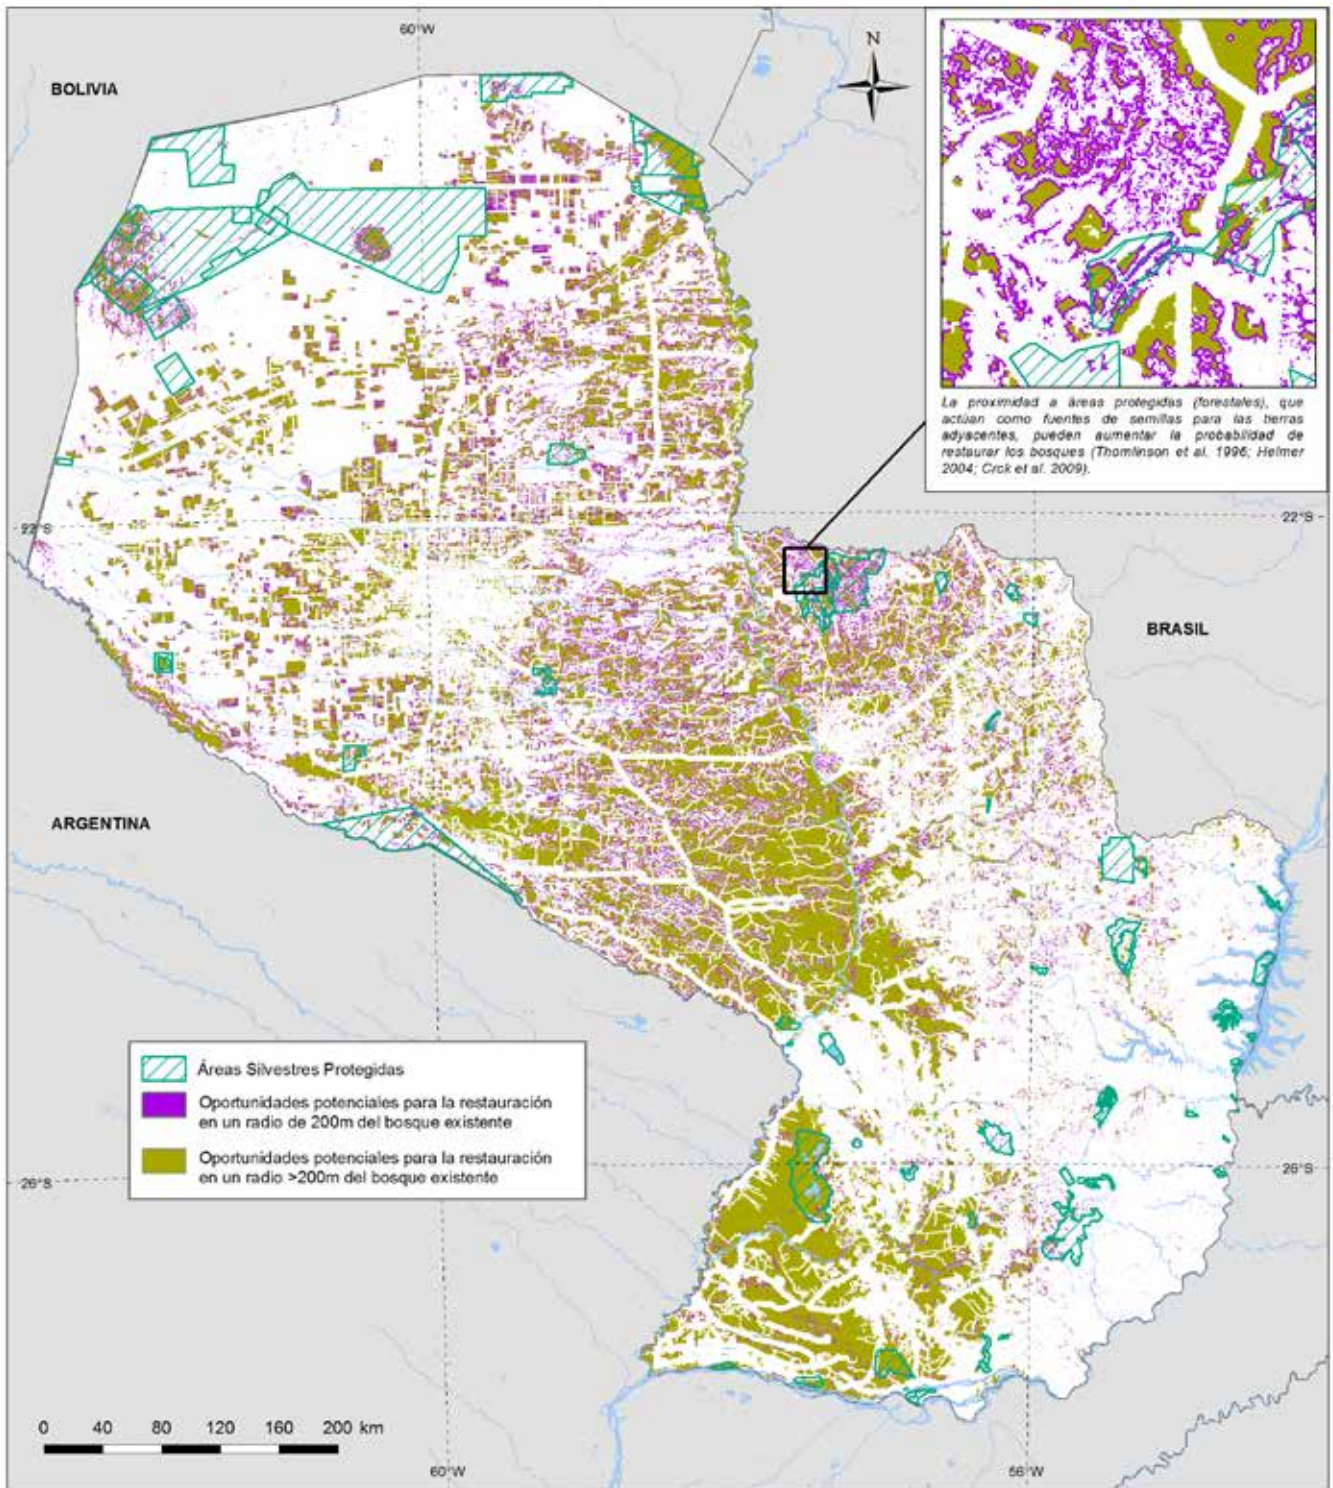 60°W
N
BOLIVIA
La proximidad a áreas protegidas (forestales), que
actúan como fuentes de semillas para las tierras
adyacentes, pueden aumentar la probabilidad de
restaurar los bosques (Thomlinson et al. 1996; Helmer
2004; Crck et al. 2009).
22°S
22°S
BRASIL
ARGENTINA
Áreas Silvestres Protegidas
Oportunidades potenciales para la restauración
en un radio de 200m del bosque existente
Oportunidades potenciales para la restauración
en un radio >200m del bosque existente
26°S
26°S
0 40 80 120 160 200 km
60°W
56°W